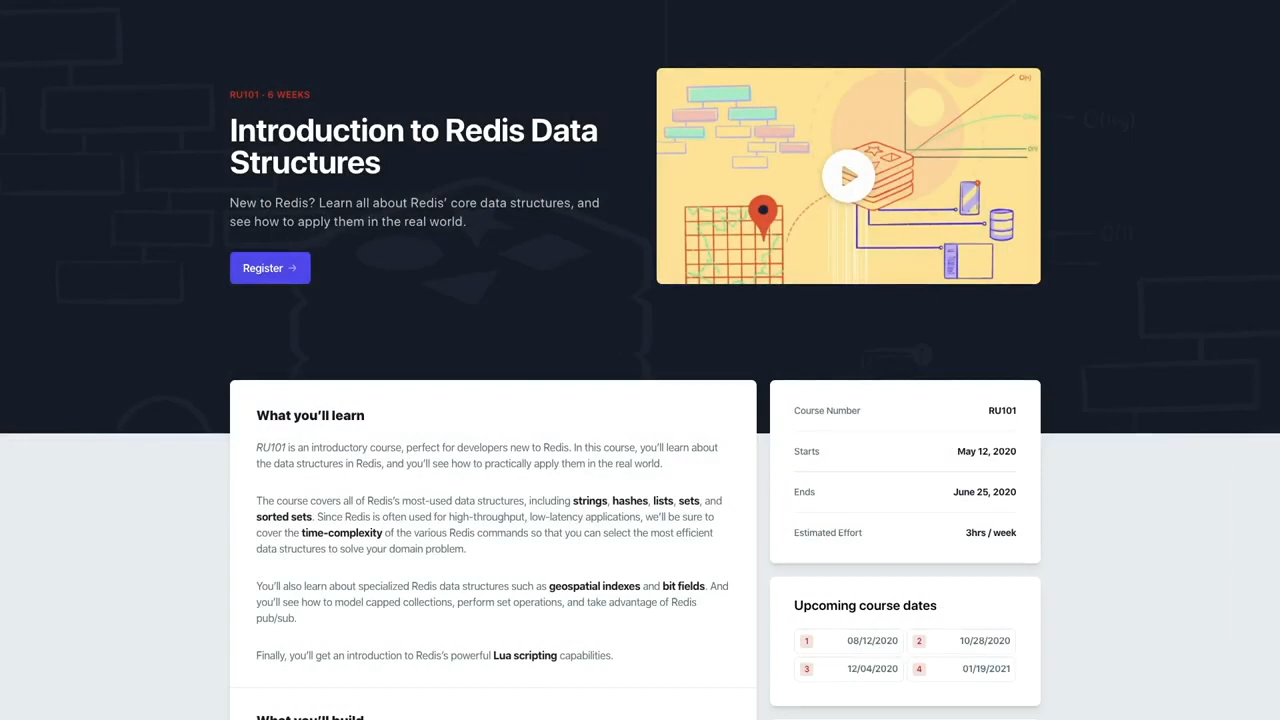 RU101 · 6 WEEKS
Introduction to Redis Data
Structures
New to Redis? Learn all about Redis' core data structures, and
see how to apply them in the real world.
Register →
O(n)
What you'll learn
RU101 is an introductory course, perfect for developers new to Redis. In this course, you'll learn about
the data structures in Redis, and you'll see how to practically apply them in the real world.
The course covers all of Redis's most-used data structures, including strings, hashes, lists, sets, and
sorted sets. Since Redis is often used for high-throughput, low-latency applications, we'll be sure to
cover the time-complexity of the various Redis commands so that you can select the most efficient
data structures to solve your domain problem.
You'll also learn about specialized Redis data structures such as geospatial indexes and bit fields. And
you'll see how to model capped collections, perform set operations, and take advantage of Redis
pub/sub.
Finally, you'll get an introduction to Redis's powerful Lua scripting capabilities.
What you'll build
Course Number RU101
Starts May 12, 2020
Ends June 25, 2020
Estimated Effort 3hrs / week
Upcoming course dates
1 08/12/2020 2 10/28/2020
3 12/04/2020 4 01/19/2021